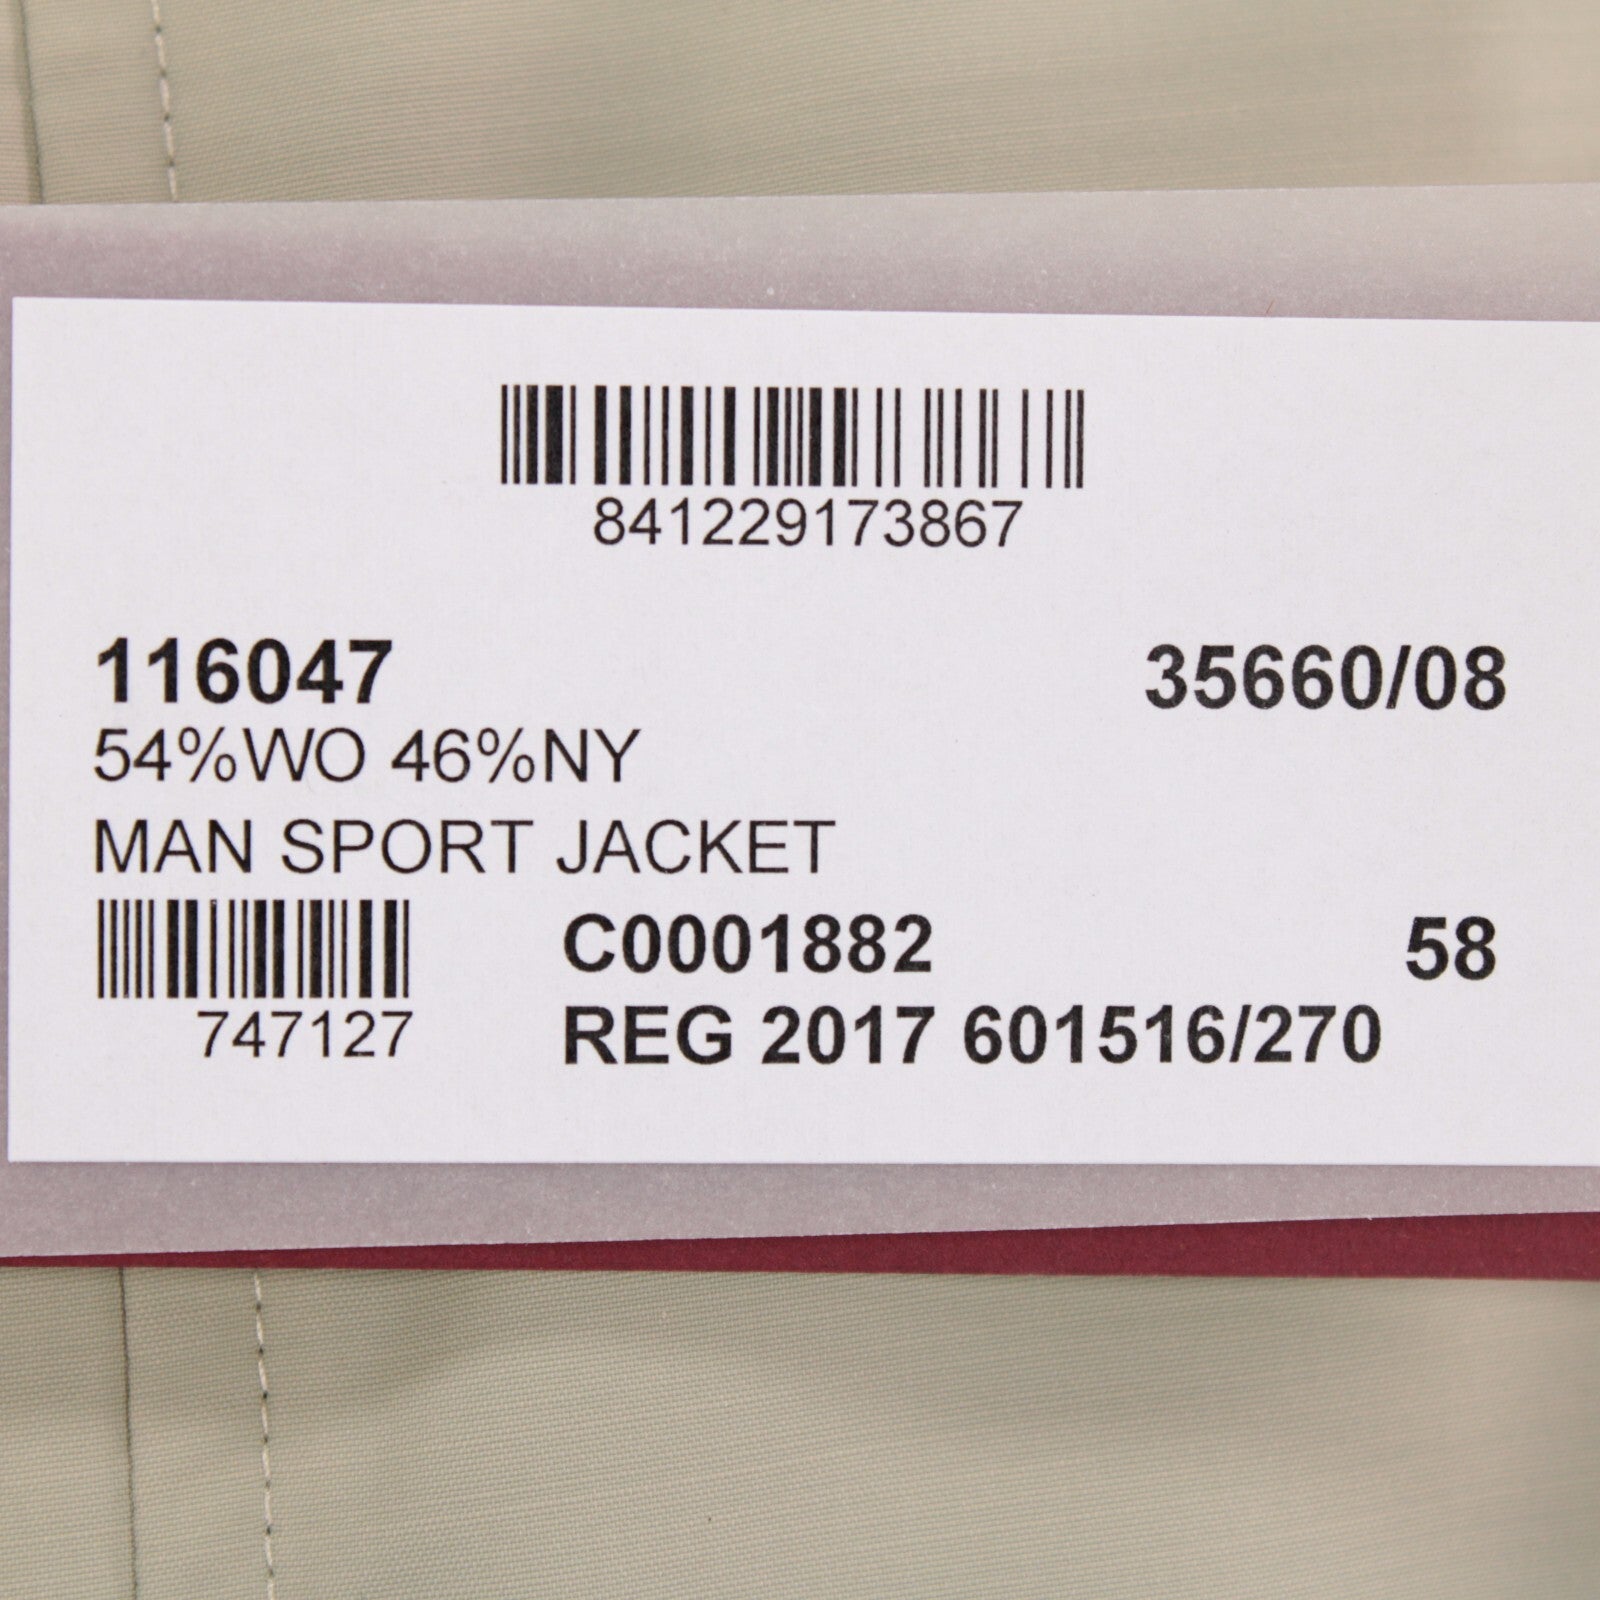 841229173867
116047 35660/08
54%WO 46%NY
MAN SPORT JACKET
C0001882 58
747127 REG 2017 601516/270